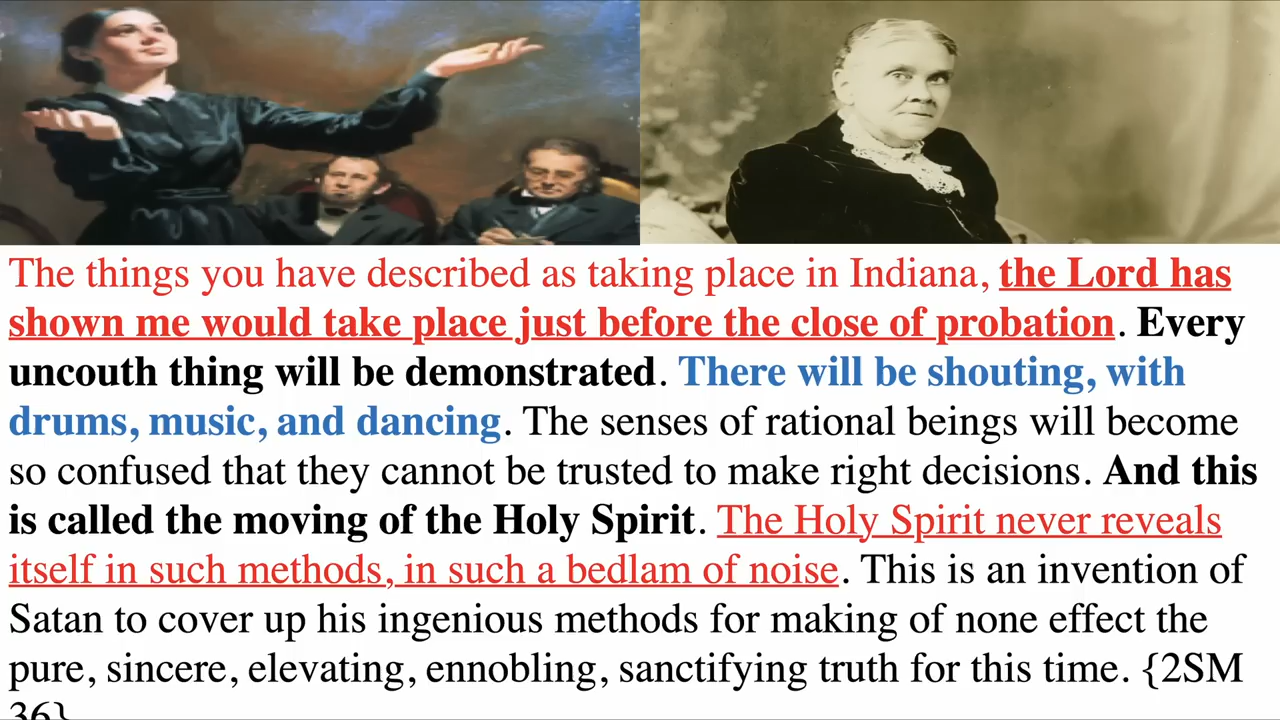 The things you have described as taking place in Indiana, the Lord has
shown me would take place just before the close of probation. Every
uncouth thing will be demonstrated. There will be shouting, with
drums, music, and dancing. The senses of rational beings will become
so confused that they cannot be trusted to make right decisions. And this
is called the moving of the Holy Spirit. The Holy Spirit never reveals
itself in such methods, in such a bedlam of noise. This is an invention of
Satan to cover up his ingenious methods for making of none effect the
pure, sincere, elevating, ennobling, sanctifying truth for this time. {2SM
36}